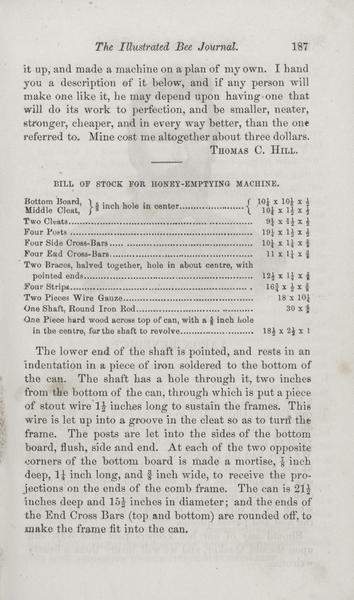 The Illustrated Bee Journal. 187
it up, and made a machine on a plan of my own. I hand
you a description of it below, and if any person will
make one like it, he may depend upon having one that
will do its work to perfection, and be smaller, neater,
stronger, cheaper, and in every way better, than the one
referred to. Mine cost me altogether about three dollars.
THOMAS C. HILL.
BILL OF STOCK FOR HONEY-EMPTYING MACHINE.
Bottom Board, } ⅜ inch hole in center { 10¼ x 10¼ x ½
Middle Cleat, 10¼ x 1½ x ½
Two Cleats 9½ x 1½ x ½
Four Posts 19½ x 1½ x ½
Four Side Cross-Bars 10¼ x 1¼ x ⅜
Four End Cross-Bars 11 x 1¼ x ⅜
Two Braces, halved together, hole in about centre, with
pointed ends 12½ x 1¼ x ⅜
Four Strips 16¾ x ½ x ⅜
Two Pieces Wire Gauze 18 x 10¼
One Shaft, Round Iron Rod 30 x ⅜
One Piece hard wood across top of can, with a ⅜ inch hole
in the centre, for the shaft to revolve 18½ x 2½ x 1
The lower end of the shaft is pointed, and rests in an
indentation in a piece of iron soldered to the bottom of
the can. The shaft has a hole through it, two inches
from the bottom of the can, through which is put a piece
of stout wire 1½ inches long to sustain the frames. This
wire is let up into a groove in the cleat so as to turn the
frame. The posts are let into the sides of the bottom
board, flush, side and end. At each of the two opposite
corners of the bottom board is made a mortise, ⅞ inch
deep, 1¼ inch long, and ⅜ inch wide, to receive the pro-
jections on the ends of the comb frame. The can is 21½
inches deep and 15½ inches in diameter; and the ends of
the End Cross Bars (top and bottom) are rounded off, to
make the frame fit into the can.